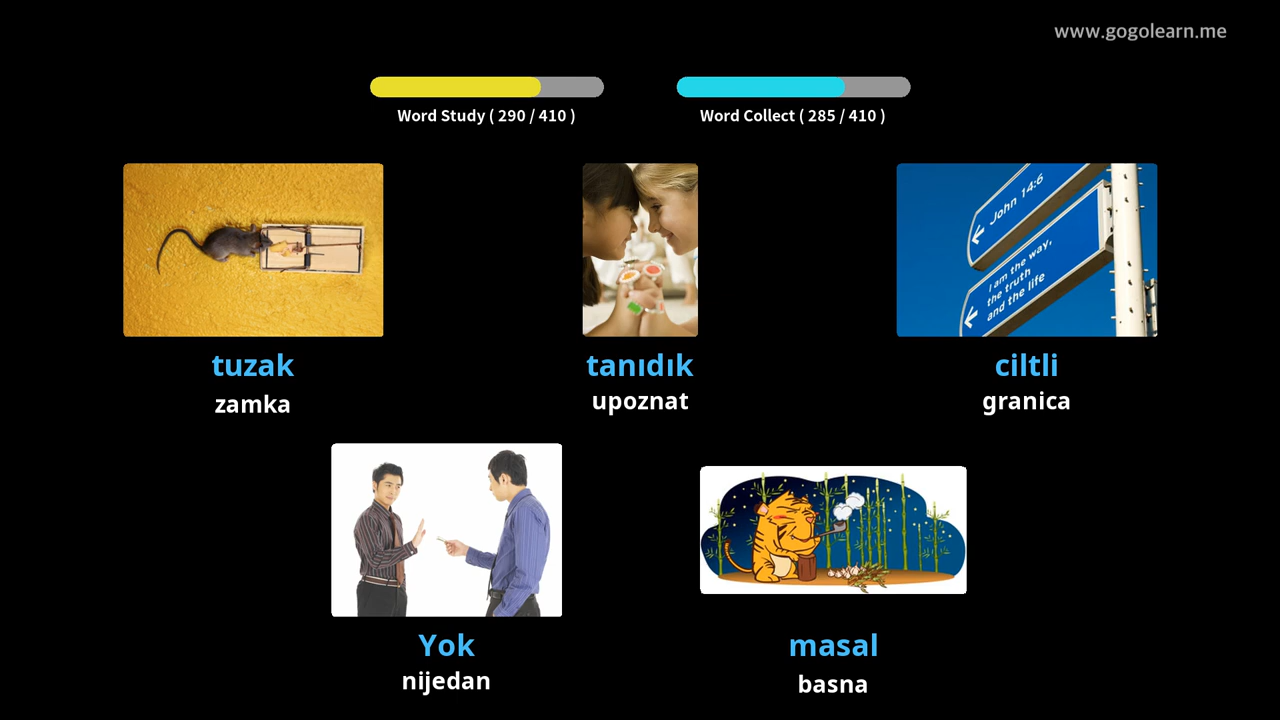 www.gogolearn.me
Word Study ( 290 / 410 )
Word Collect ( 285 / 410 )
John 14:6
I am the way,
the truth
and the life
tuzak
zamka
tanıdık
upoznat
ciltli
granica
Yok
nijedan
masal
basna